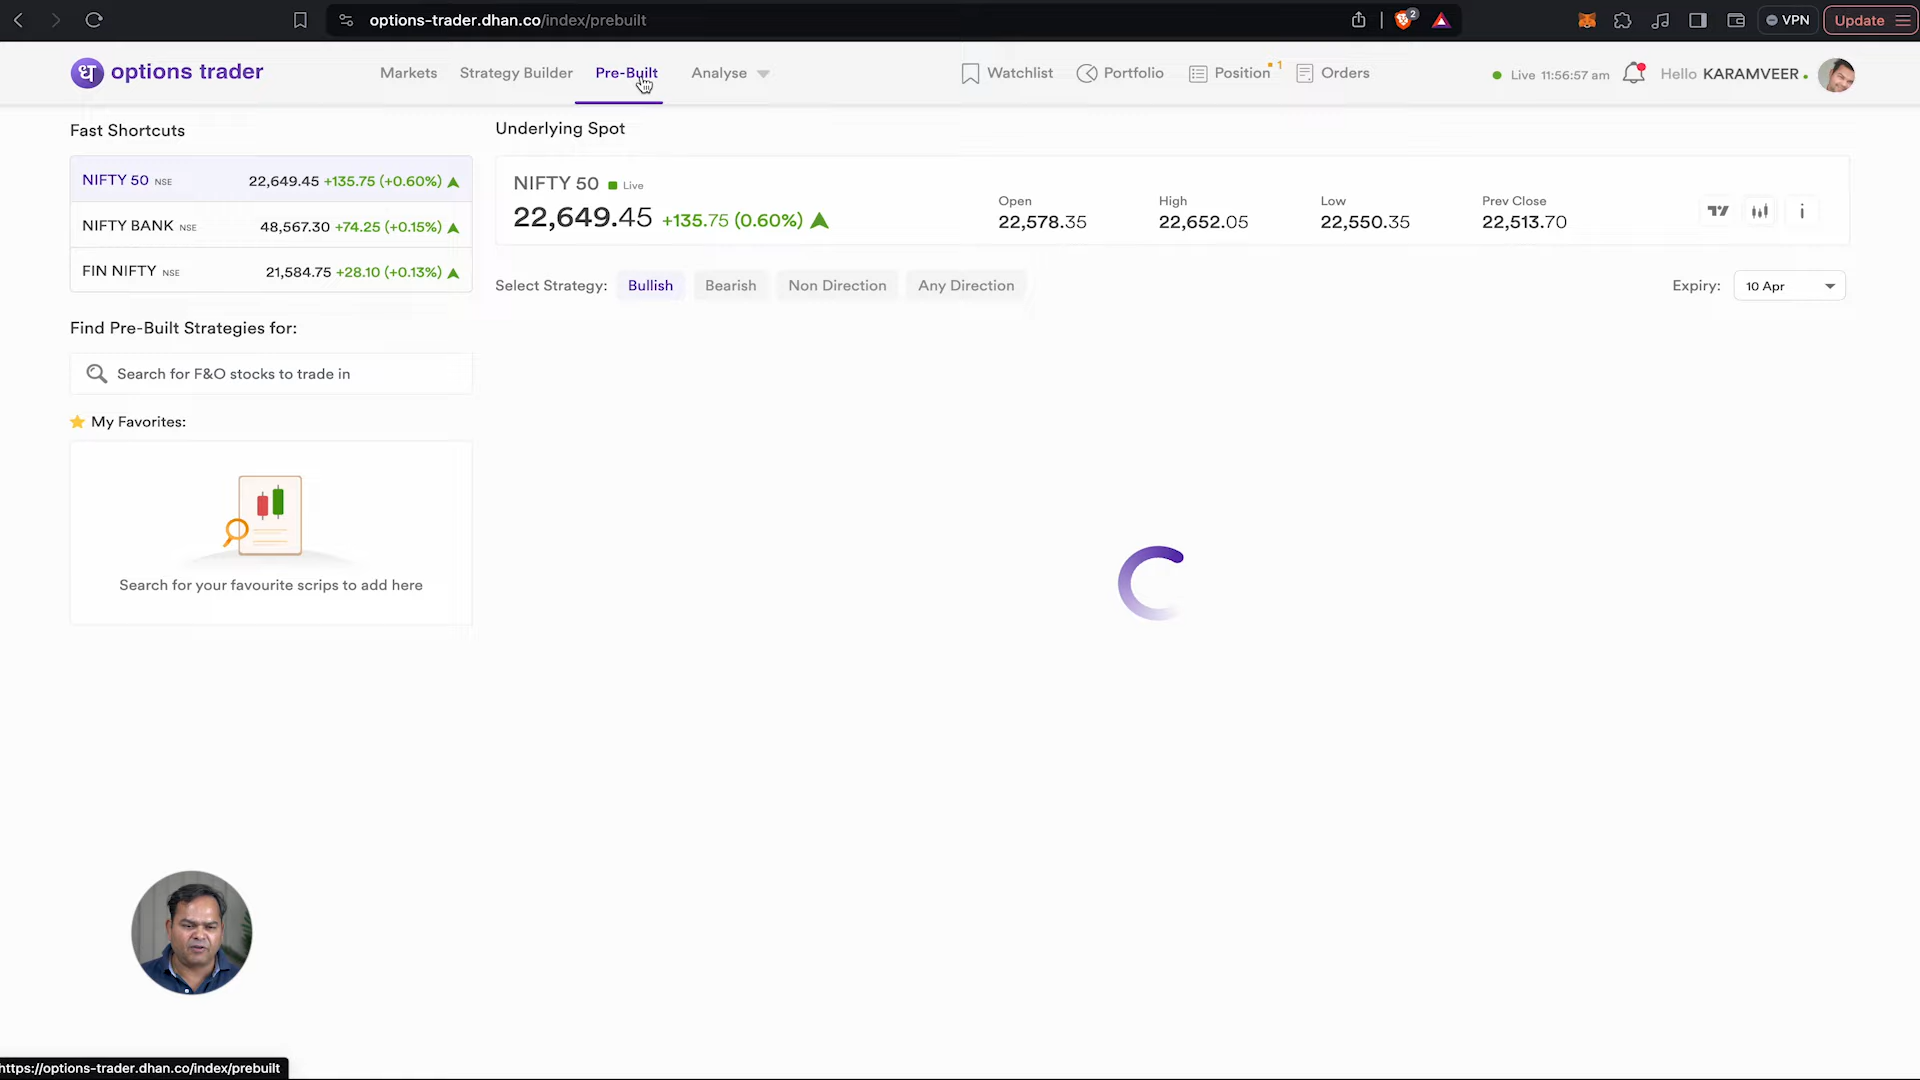 options-trader.dhan.co/index/prebuilt
2
VPN
Update
ध options trader
Markets
Strategy Builder
Pre-Built
Analyse
Watchlist
Portfolio
Position 1
Orders
Live 11:56:57 am
Hello KARAMVEER
Fast Shortcuts
NIFTY 50 NSE 22,649.45 +135.75 (+0.60%)
NIFTY BANK NSE 48,567.30 +74.25 (+0.15%)
FIN NIFTY NSE 21,584.75 +28.10 (+0.13%)
Find Pre-Built Strategies for:
Search for F&O stocks to trade in
My Favorites:
Search for your favourite scrips to add here
Underlying Spot
NIFTY 50 Live
22,649.45 +135.75 (0.60%)
Open
22,578.35
High
22,652.05
Low
22,550.35
Prev Close
22,513.70
i
Select Strategy: Bullish Bearish Non Direction Any Direction
Expiry: 10 Apr
https://options-trader.dhan.co/index/prebuilt